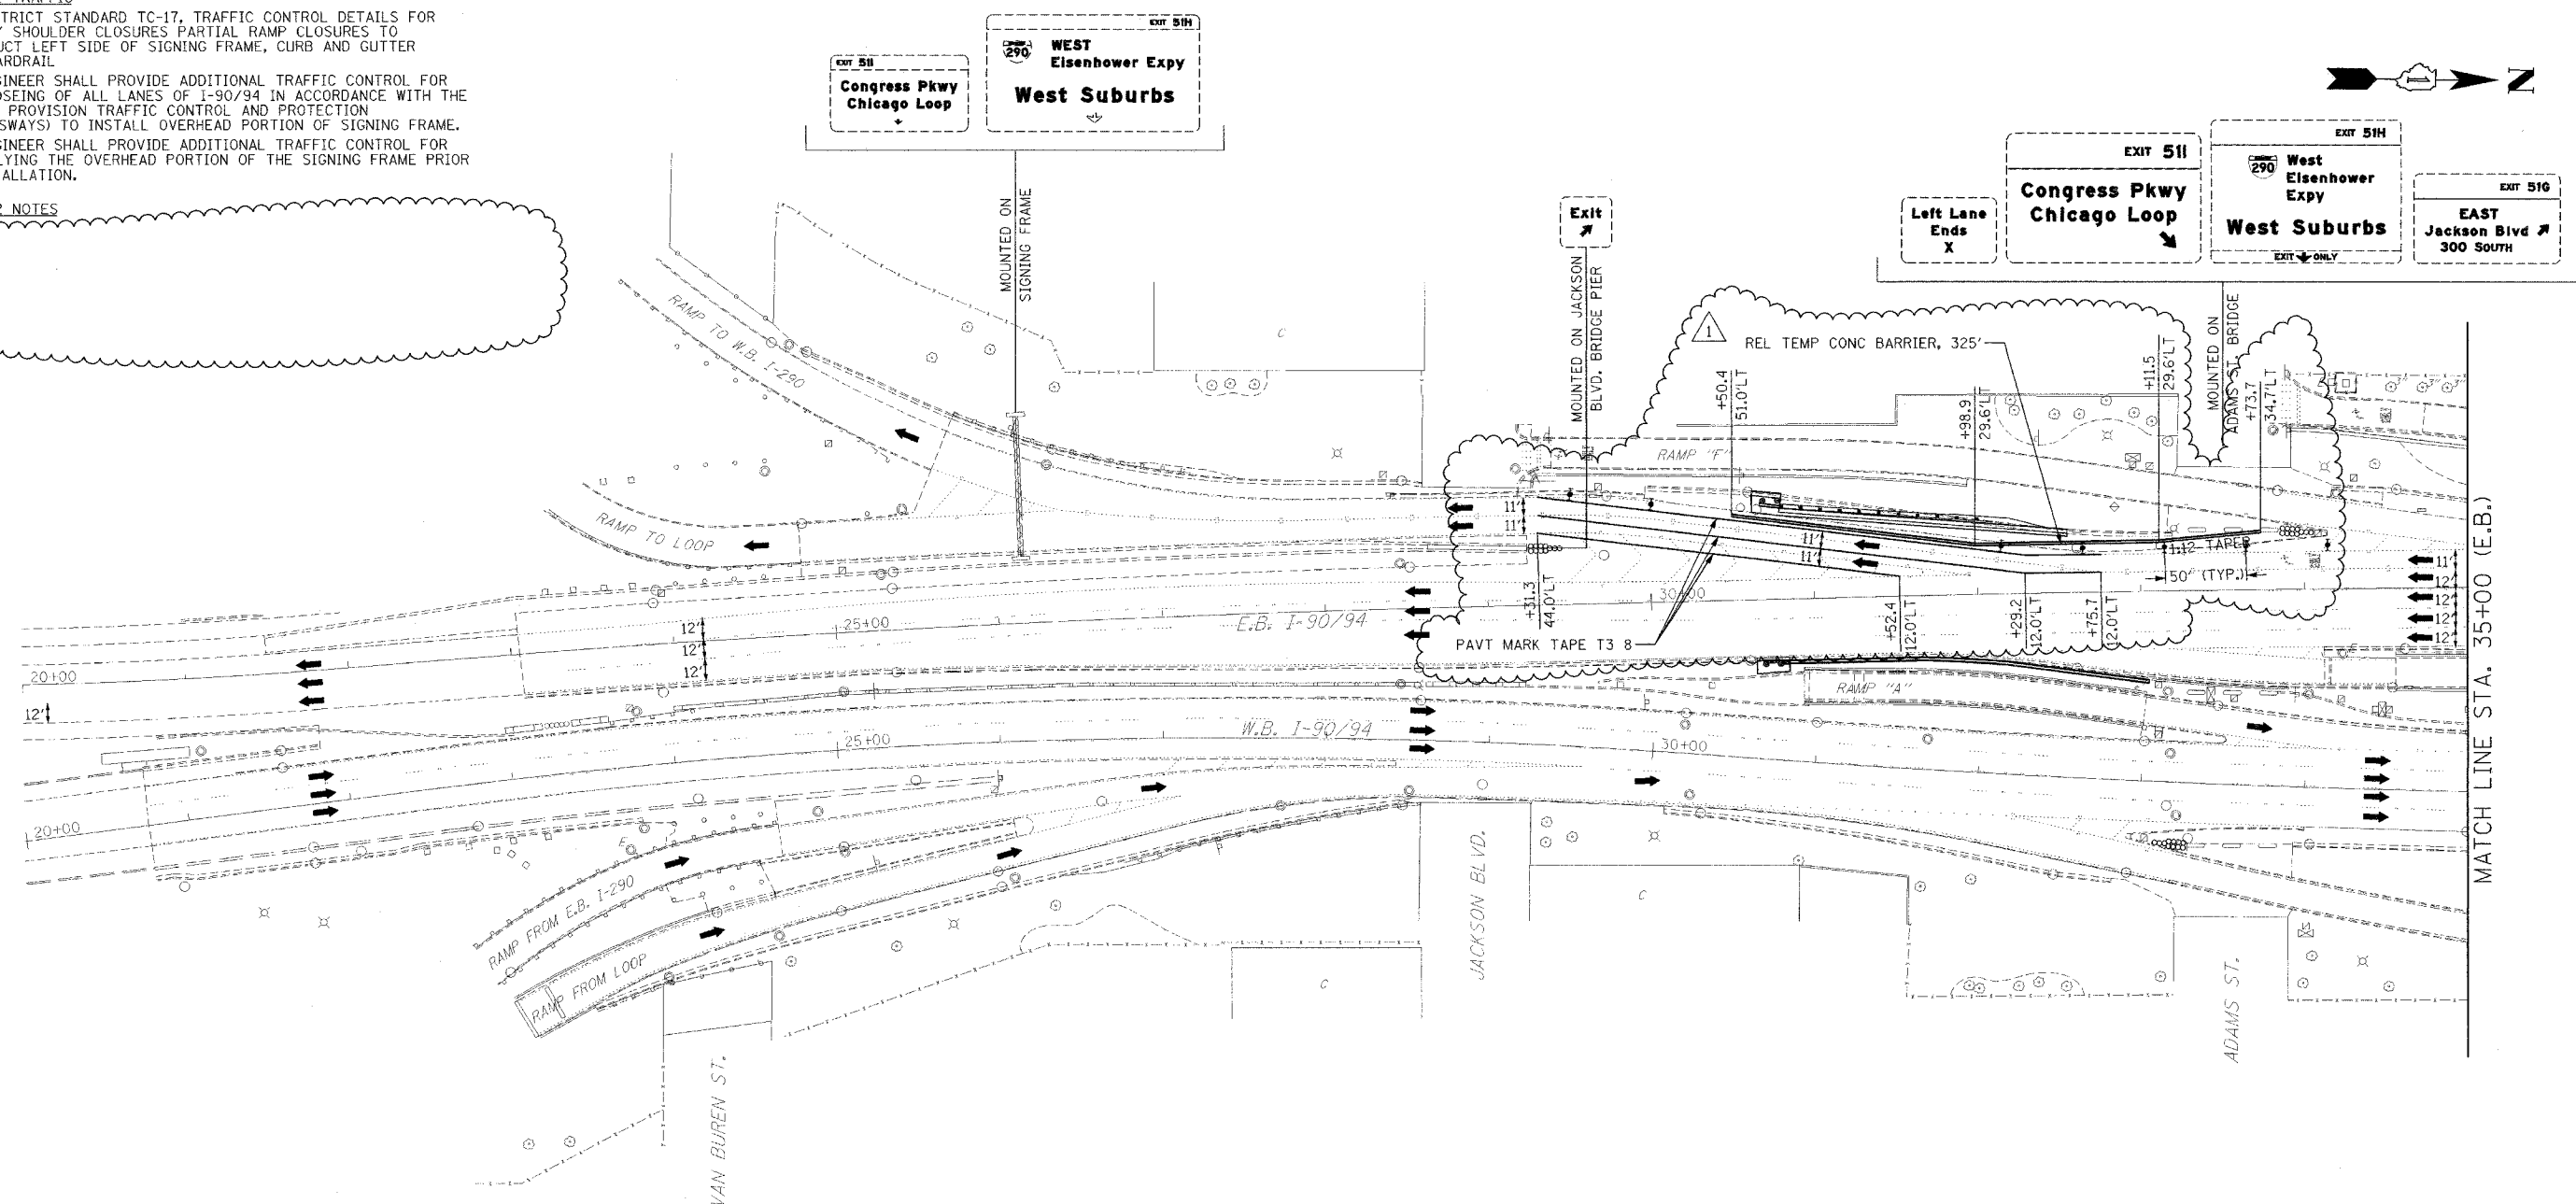 TRICT STANDARD TC-17, TRAFFIC CONTROL DETAILS FOR
SHOULDER CLOSURES PARTIAL RAMP CLOSURES TO
UCT LEFT SIDE OF SIGNING FRAME, CURB AND GUTTER
ARDRAIL
GINEER SHALL PROVIDE ADDITIONAL TRAFFIC CONTROL FOR
OSEING OF ALL LANES OF I-90/94 IN ACCORDANCE WITH THE
PROVISION TRAFFIC CONTROL AND PROTECTION
SWAYS) TO INSTALL OVERHEAD PORTION OF SIGNING FRAME.
GINEER SHALL PROVIDE ADDITIONAL TRAFFIC CONTROL FOR
LYING THE OVERHEAD PORTION OF THE SIGNING FRAME PRIOR
ALLATION.
2 NOTES
EXIT 51I
Congress Pkwy
Chicago Loop
EXIT 51H
290 WEST
Eisenhower Expy
West Suburbs
MOUNTED ON
SIGNING FRAME
N
Exit
MOUNTED ON JACKSON
BLVD. BRIDGE PIER
Left Lane
Ends
X
EXIT 51I
Congress Pkwy
Chicago Loop
EXIT 51H
290 West
Eisenhower
Expy
West Suburbs
EXIT ONLY
EXIT 51G
EAST
Jackson Blvd
300 SOUTH
MOUNTED ON
ADAMS ST. BRIDGE
1
REL TEMP CONC BARRIER, 325'
+50.4
51.0'LT
+98.9
29.6'LT
+11.5
29.6'LT
+73.7
34.7'LT
RAMP TO W.B. I-290
RAMP TO LOOP
RAMP "F"
C
11'
11'
11'
11'
1:12 TAPER
50' (TYP.)
11'
12'
12'
12'
12'
+31.3
44.0'LT
PAVT MARK TAPE T3 8
+52.4
12.0'LT
+29.2
12.0'LT
+75.7
12.0'LT
30+00
25+00
E.B. I-90/94
12'
12'
12'
20+00
12'
RAMP "A"
W.B. I-90/94
25+00
30+00
20+00
RAMP FROM E.B. I-290
RAMP FROM LOOP
JACKSON BLVD.
C
C
ADAMS ST.
VAN BUREN ST.
MATCH LINE STA. 35+00 (E.B.)